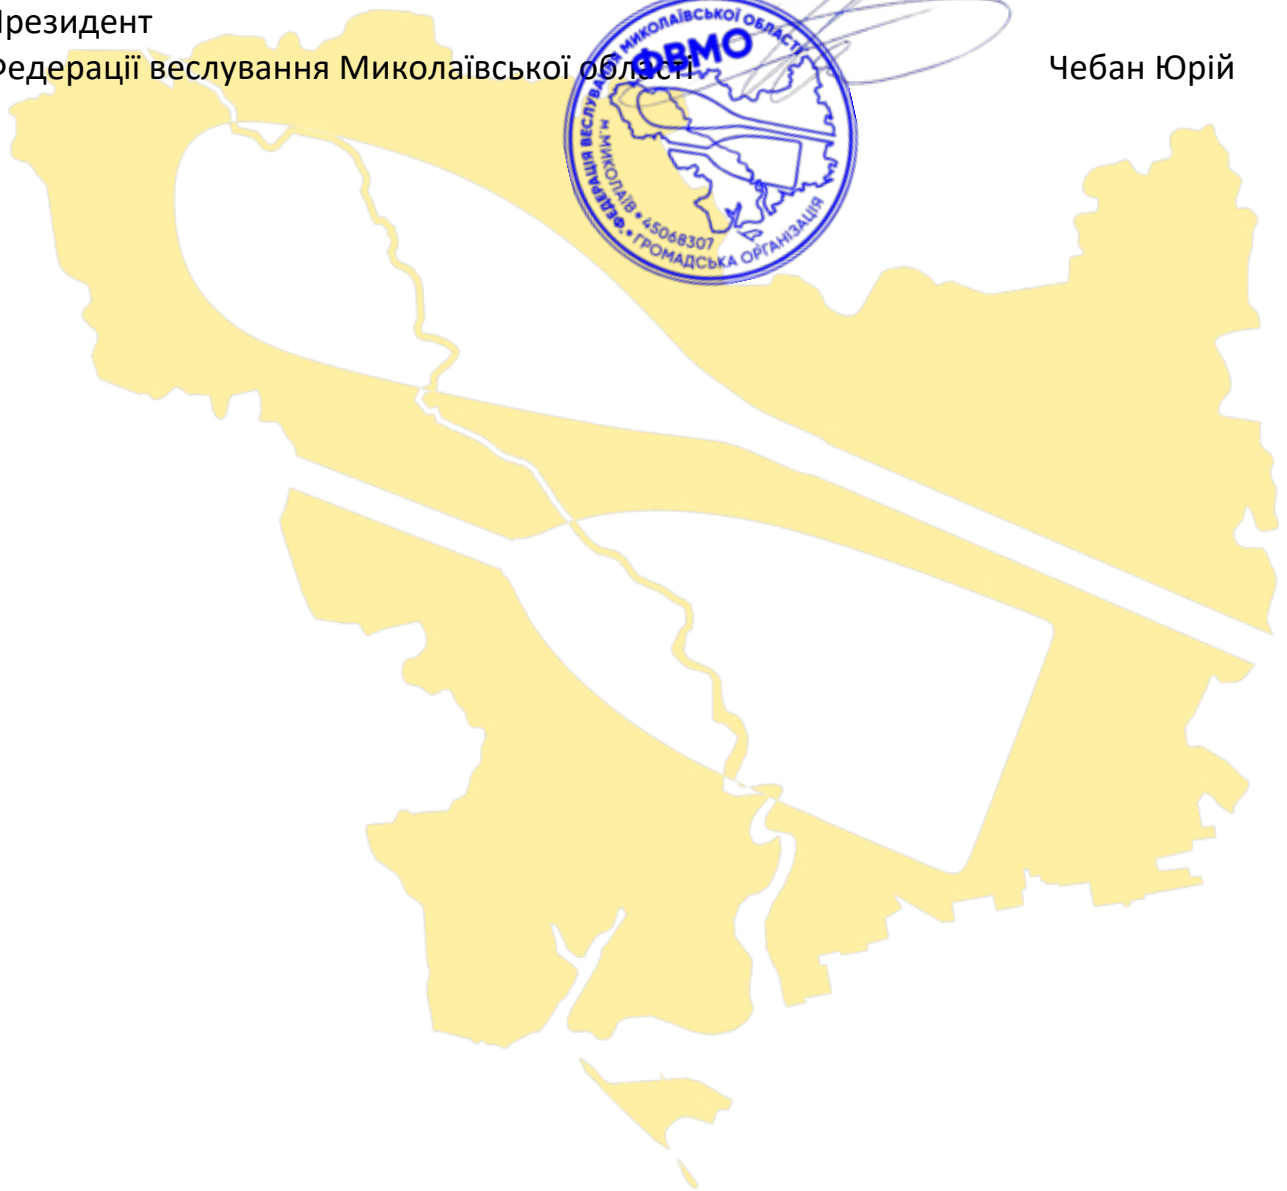 Президент
Федерації веслування Миколаївської області
Чебан Юрій
ФЕДЕРАЦІЯ ВЕСЛУВАННЯ МИКОЛАЇВСЬКОЇ ОБЛАСТІ
ФВМО
м.МИКОЛАЇВ • 45068307
• ГРОМАДСЬКА ОРГАНІЗАЦІЯ